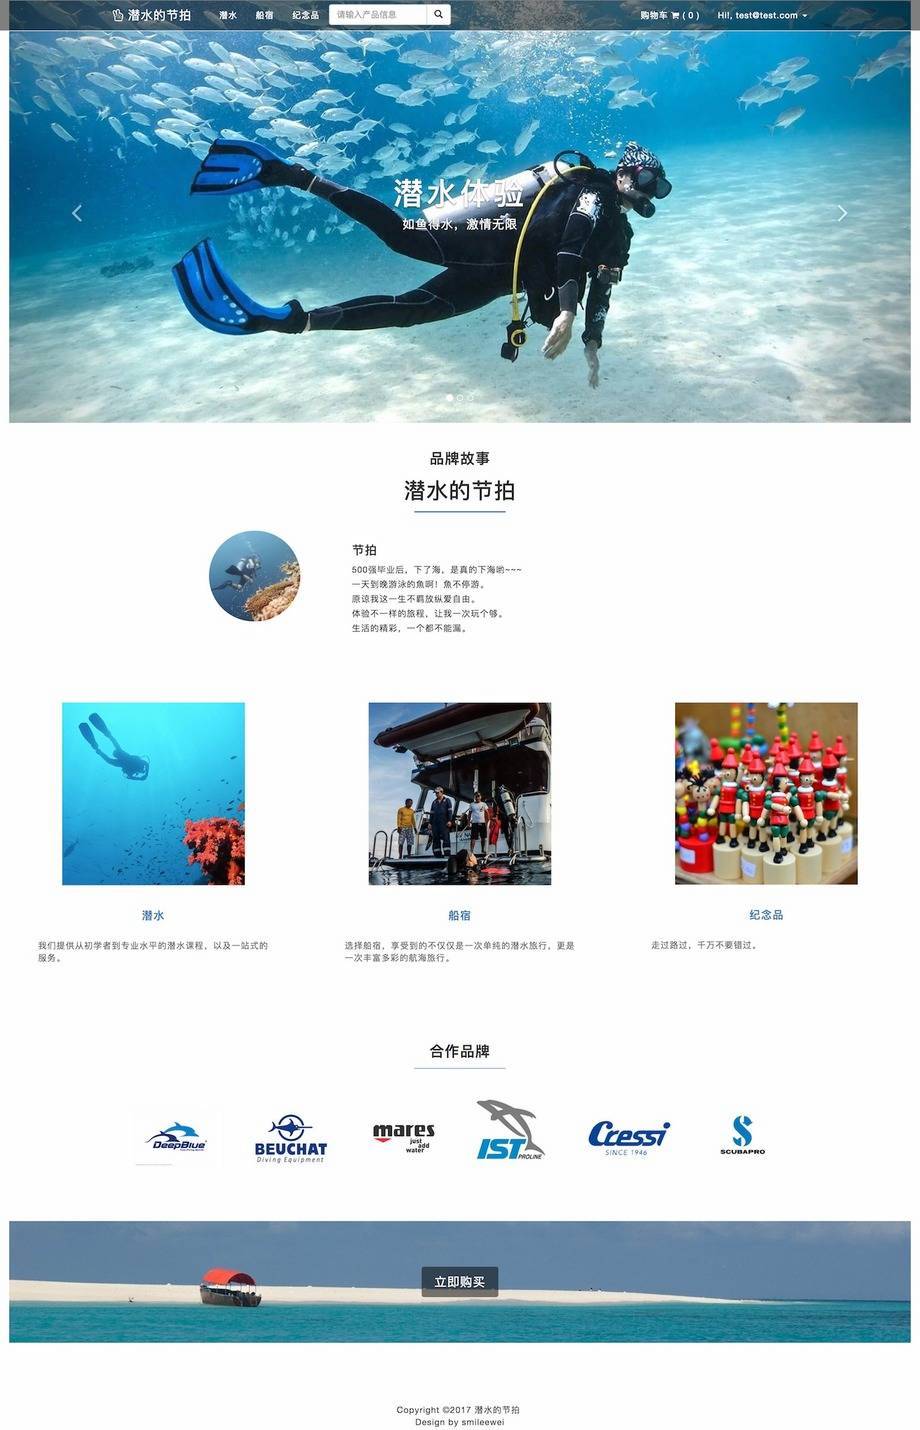 潜水的节拍
潜水
船宿
纪念品
请输入产品信息
购物车 ( 0 )
Hi!, test@test.com
潜水体验
如鱼得水，激情无限
品牌故事
潜水的节拍
节拍
500强毕业后，下了海，是真的下海哟~~~
一天到晚游泳的魚啊！魚不停游。
原谅我这一生不羁放纵爱自由。
体验不一样的旅程，让我一次玩个够。
生活的精彩，一个都不能漏。
潜水
我们提供从初学者到专业水平的潜水课程，以及一站式的
服务。
船宿
选择船宿，享受到的不仅仅是一次单纯的潜水旅行，更是
一次丰富多彩的航海旅行。
纪念品
走过路过，千万不要错过。
合作品牌
DeepBlue
BEUCHAT
Diving Equipment
mares
just
add
water
IST
PROLINE
Cressi
SINCE 1946
SCUBAPRO
立即购买
Copyright ©2017 潜水的节拍
Design by smileewei